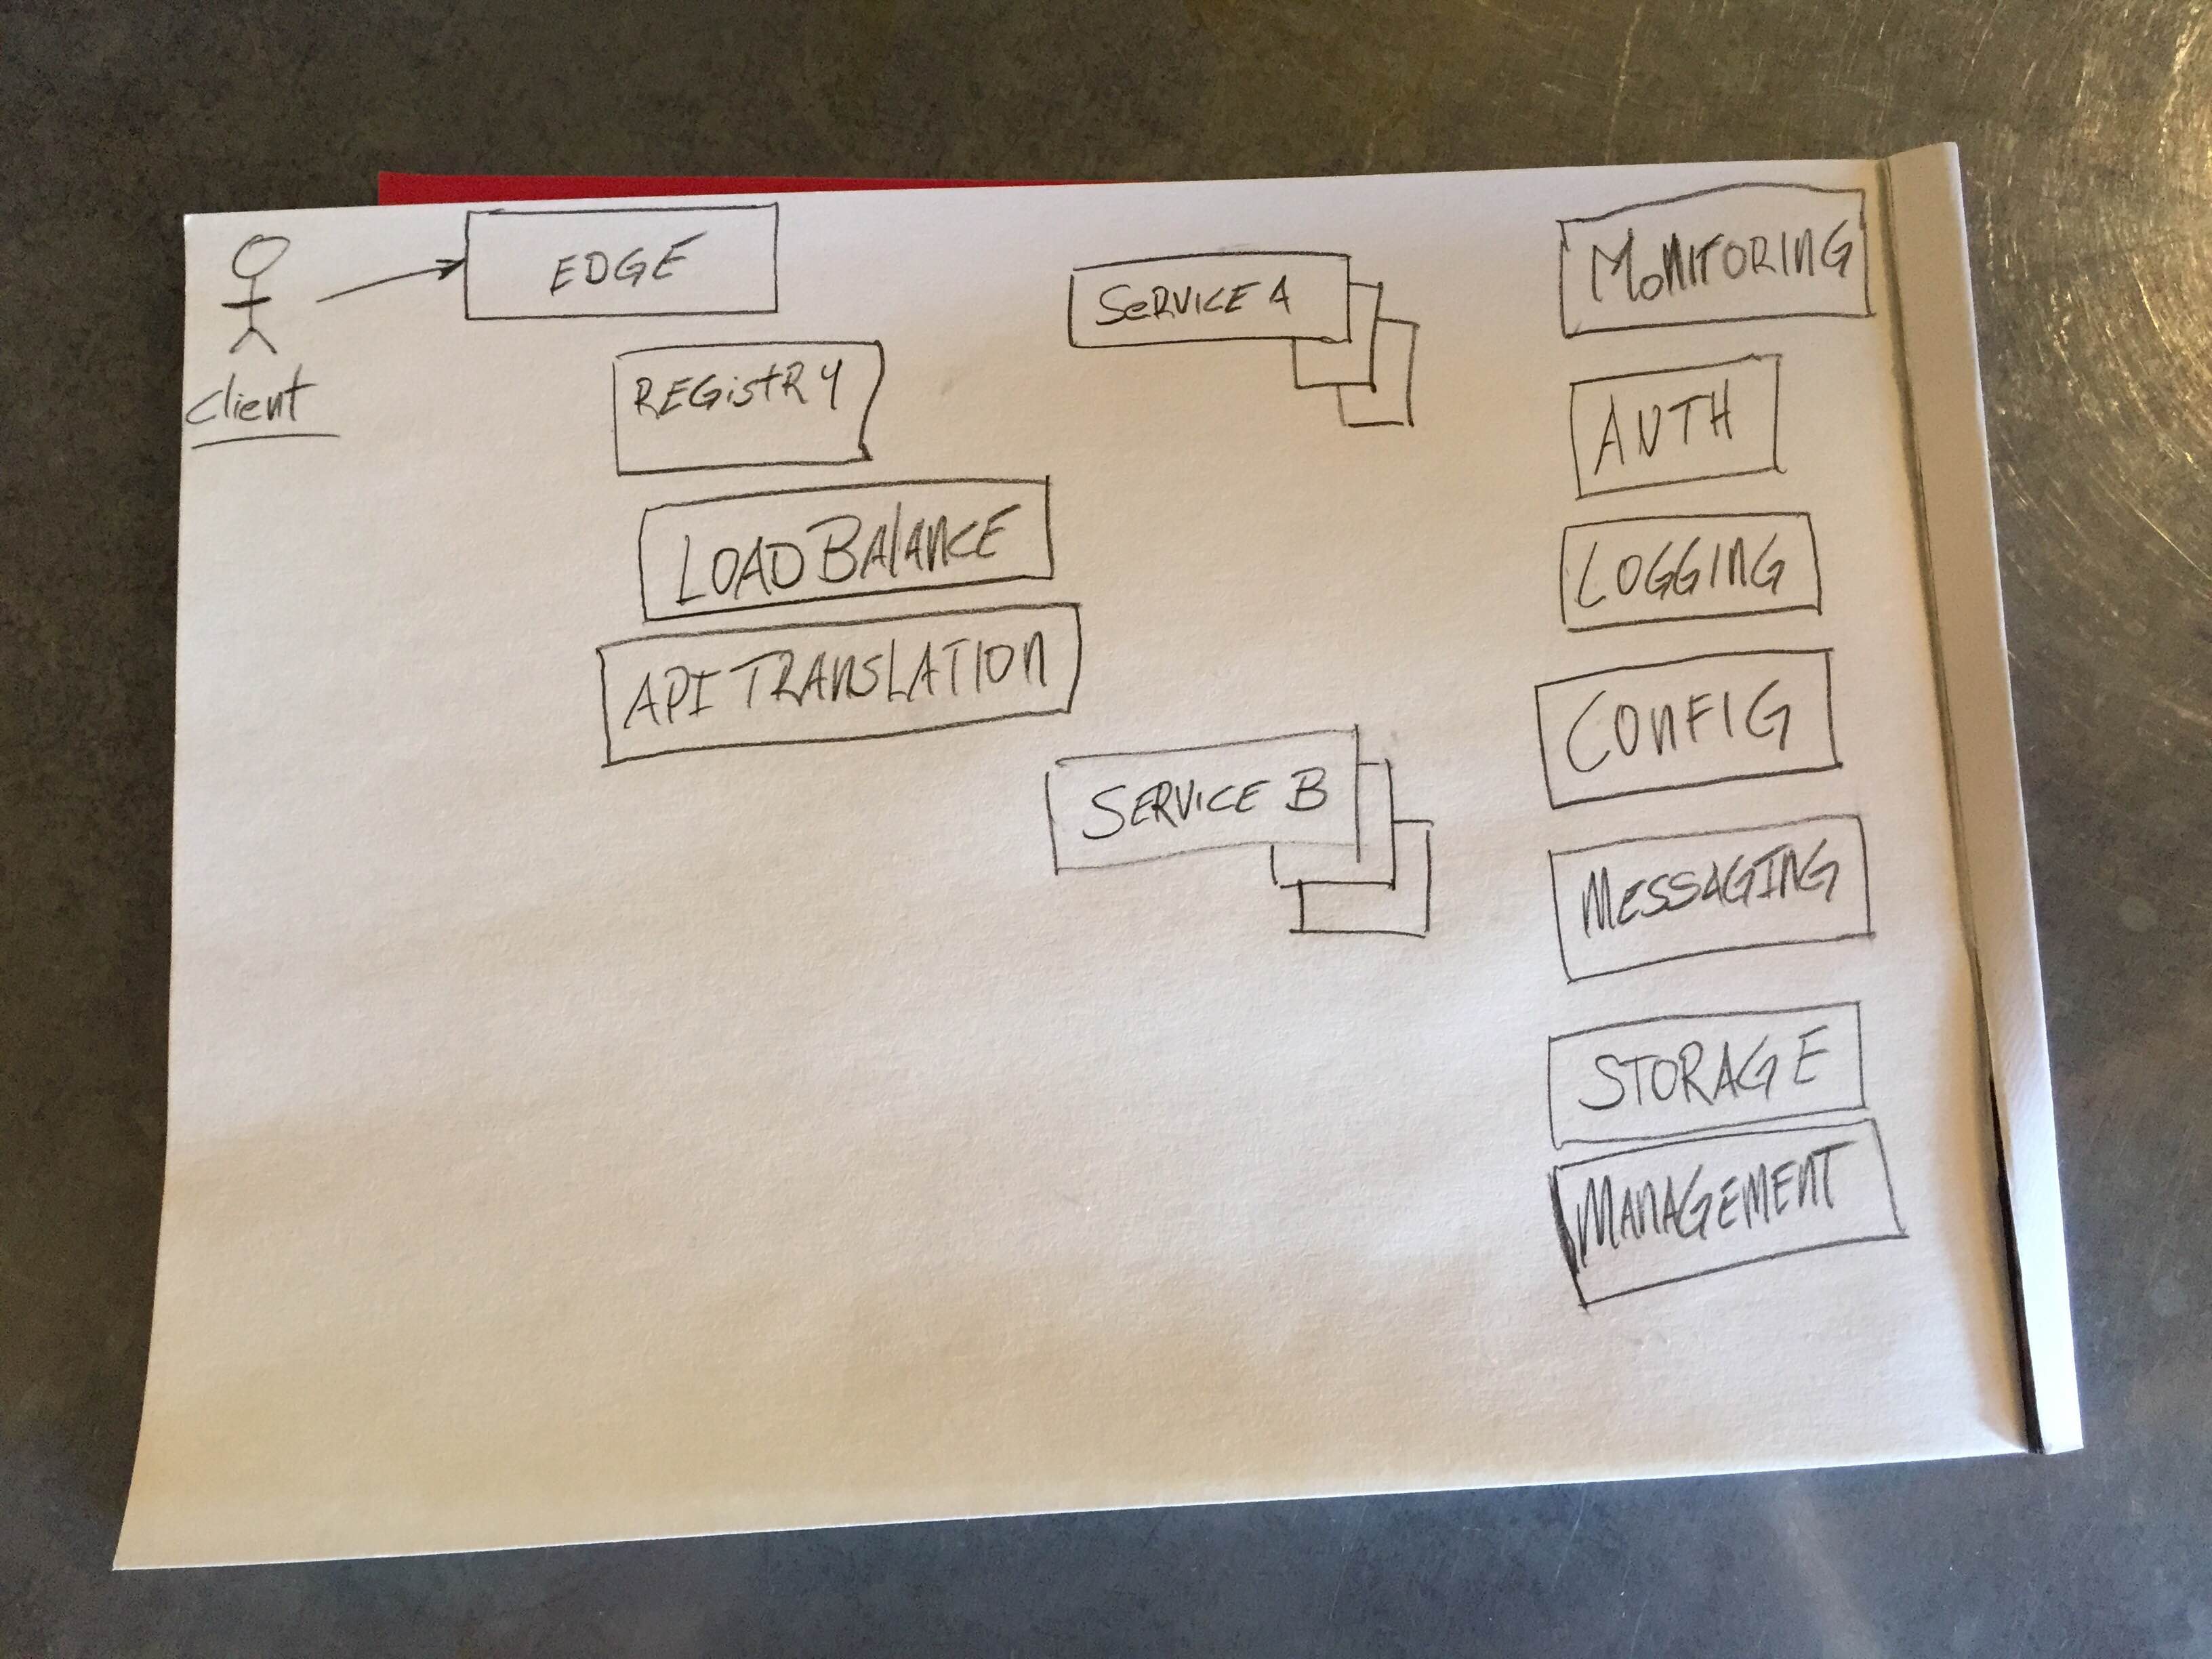 client
EDGE
REGistRY
LOAD BAlANCE
API TRANSLATION
SeRVICE A
SERVICE B
MoNITORING
AUTH
LOGGING
CONFIG
MESSAGING
STORAGE
MANAGEMENT